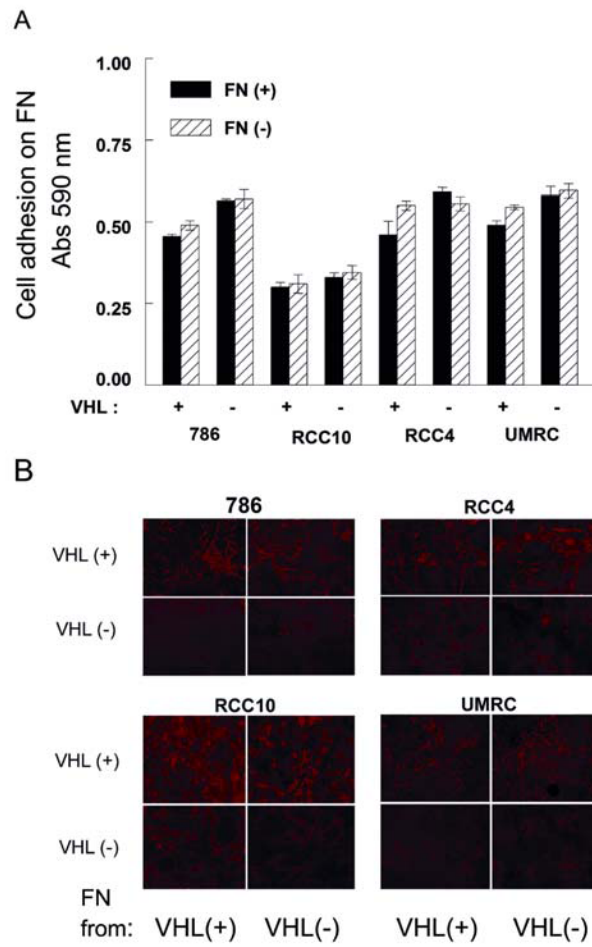 A
Cell adhesion on FN
Abs 590 nm
1.00
0.75
0.50
0.25
0.00
FN (+)
FN (-)
VHL : + - + - + - + -
786 RCC10 RCC4 UMRC
B
786 RCC4
VHL (+)
VHL (-)
RCC10 UMRC
VHL (+)
VHL (-)
FN
from: VHL(+) VHL(-) VHL(+) VHL(-)